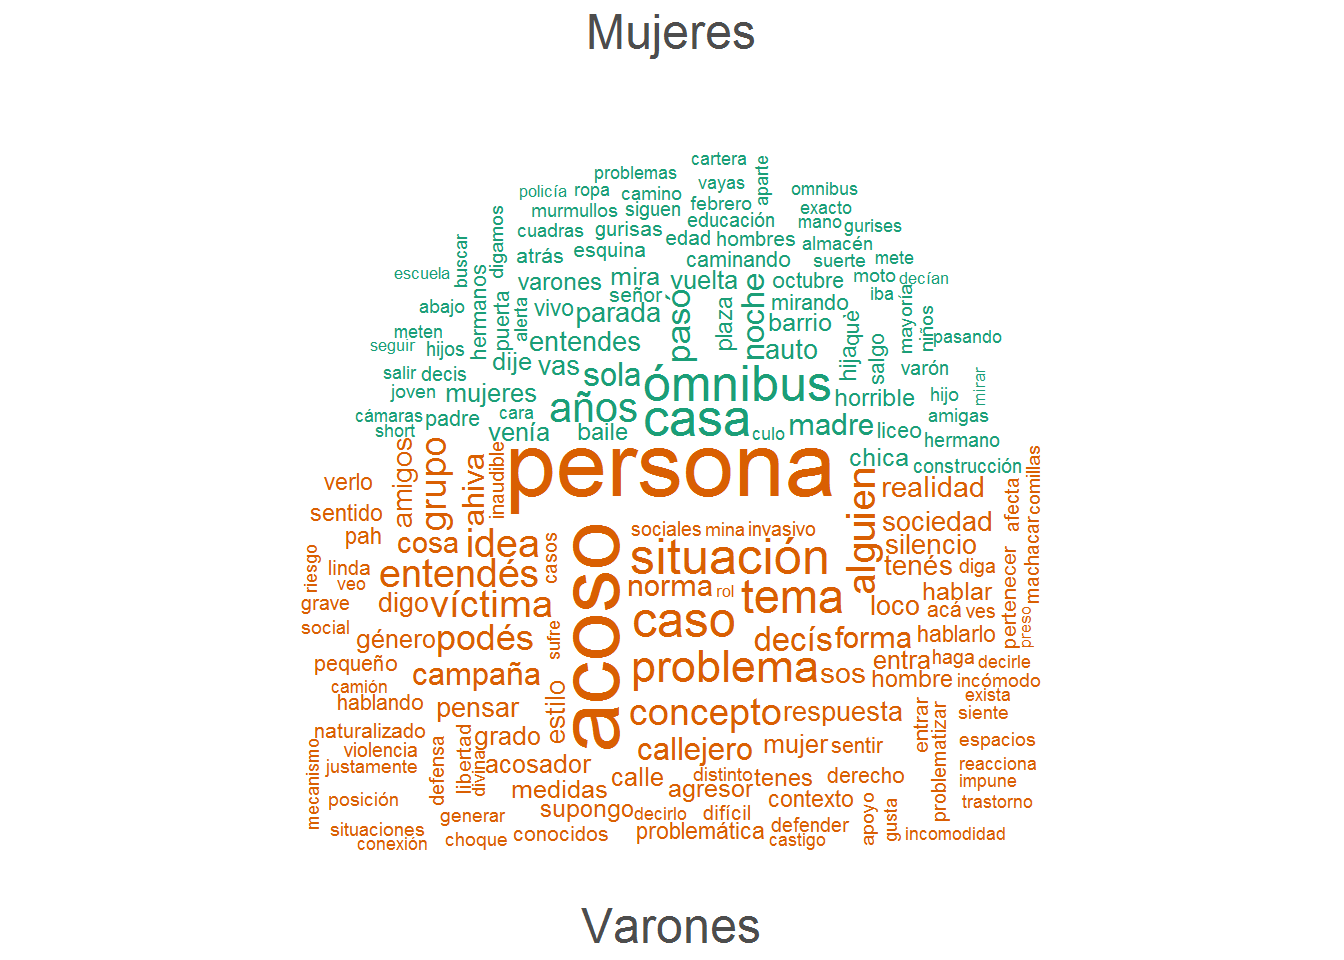 Mujeres
cartera
problemas
aparte
policía
ropa
camino
vayas
omnibus
murmullos
siguen
febrero
exacto
digamos
cuadras
gurisas
educación
mano
gurises
buscar
atrás
esquina
edad
hombres
almacén
escuela
caminando
suerte
mete
hermanos
varones
mira
vuelta
octubre
moto
decían
abajo
puerta
alerta
vivo
señor
parada
pasó
plaza
noche
mirando
iba
mayoría
meten
barrio
niños
seguir
hijos
entendes
auto
hija
què
salgo
pasando
salir
decis
dije
vas
sola
ómnibus
varón
mirar
joven
mujeres
años
casa
horrible
hijo
cámaras
padre
cara
amigas
short
venía
baile
culo
madre
liceo
hermano
chica
construcción
amigos
grupo
ahiva
inaudible
persona
alguien
realidad
afecta
comillas
verlo
sentido
sociales
mina
invasivo
sociedad
machacar
pah
cosa
idea
casos
acoso
situación
silencio
riesgo
linda
veo
entendés
norma
rol
tema
tenés
diga
pertenecer
grave
digo
víctima
caso
loco
hablar
acá
ves
preso
social
género
podés
sufre
decís
forma
hablarlo
pequeño
campaña
problema
sos
entra
haga
decirle
camión
hombre
incómodo
hablando
pensar
estilo
concepto
respuesta
exista
siente
naturalizado
grado
callejero
mujer
sentir
entrar
problematizar
espacios
mecanismo
violencia
justamente
defensa
libertad
divina
acosador
calle
distinto
tenes
derecho
reacciona
impune
posición
medidas
agresor
contexto
trastorno
situaciones
generar
supongo
decirlo
difícil
apoyo
gusta
conexión
choque
conocidos
problemática
defender
castigo
incomodidad
Varones